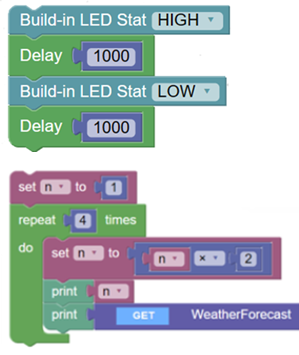 Build-in LED Stat HIGH
Delay 1000
Build-in LED Stat LOW
Delay 1000
set n to 1
repeat 4 times
do set n to n × 2
print n
print GET WeatherForecast